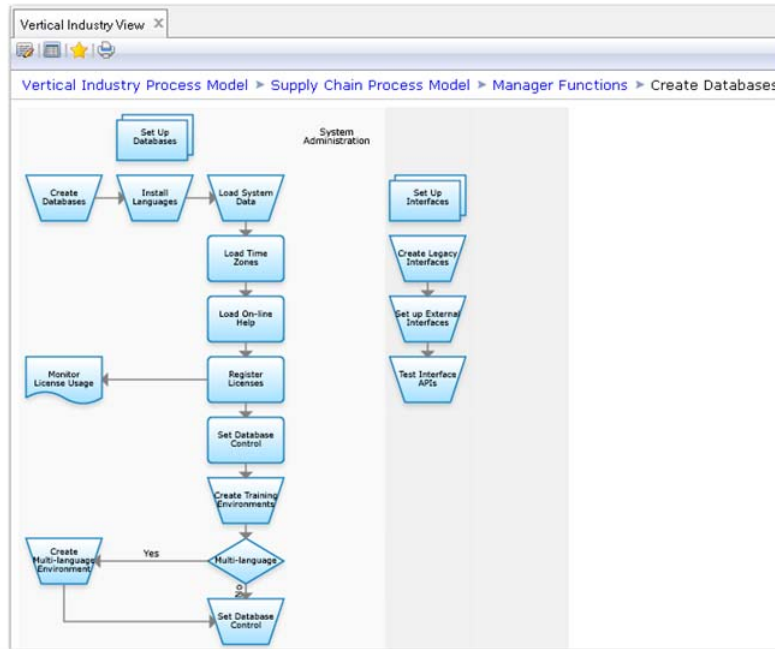 Vertical Industry View
Vertical Industry Process Model ➤ Supply Chain Process Model ➤ Manager Functions ➤ Create Databases
Set Up
Databases
System
Administration
Create
Databases
Install
Languages
Load System
Data
Set Up
Interfaces
Load Time
Zones
Create Legacy
Interfaces
Load On-line
Help
Set up External
Interfaces
Monitor
License Usage
Register
Licenses
Test Interface
APIs
Set Database
Control
Create Training
Environments
Create
Multi-language
Environment
Yes
Multi-language
No
Set Database
Control